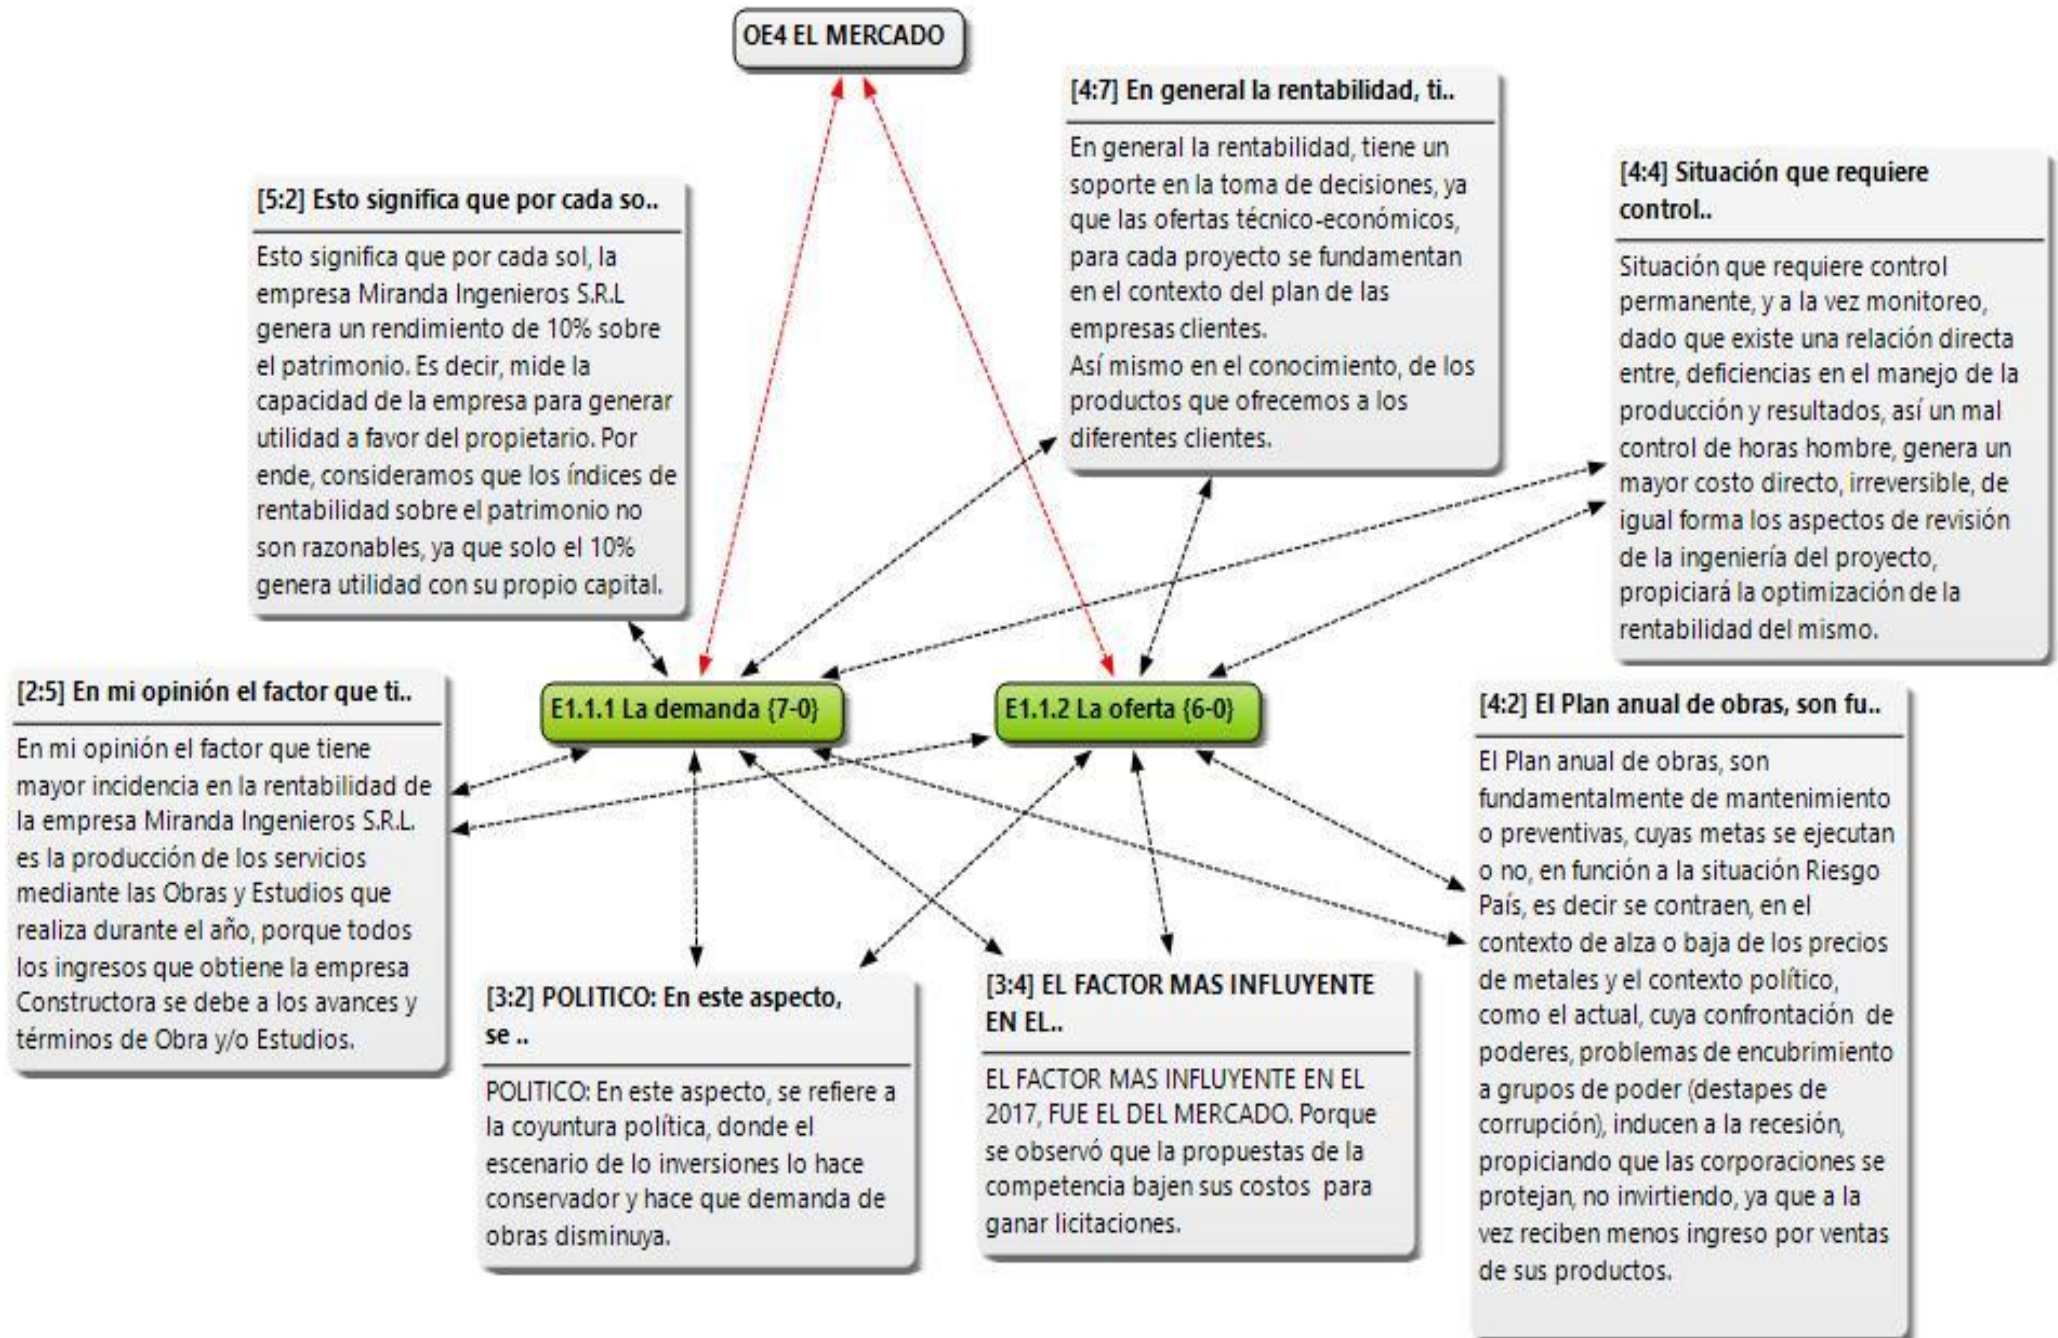 OE4 EL MERCADO
[4:7] En general la rentabilidad, ti..
En general la rentabilidad, tiene un
soporte en la toma de decisiones, ya
que las ofertas técnico-económicos,
para cada proyecto se fundamentan
en el contexto del plan de las
empresas clientes.
Así mismo en el conocimiento, de los
productos que ofrecemos a los
diferentes clientes.
[4:4] Situación que requiere
control..
Situación que requiere control
permanente, y a la vez monitoreo,
dado que existe una relación directa
entre, deficiencias en el manejo de la
producción y resultados, así un mal
control de horas hombre, genera un
mayor costo directo, irreversible, de
igual forma los aspectos de revisión
de la ingeniería del proyecto,
propiciará la optimización de la
rentabilidad del mismo.
[5:2] Esto significa que por cada so..
Esto significa que por cada sol, la
empresa Miranda Ingenieros S.R.L
genera un rendimiento de 10% sobre
el patrimonio. Es decir, mide la
capacidad de la empresa para generar
utilidad a favor del propietario. Por
ende, consideramos que los índices de
rentabilidad sobre el patrimonio no
son razonables, ya que solo el 10%
genera utilidad con su propio capital.
E1.1.1 La demanda {7-0}
E1.1.2 La oferta {6-0}
[2:5] En mi opinión el factor que ti..
En mi opinión el factor que tiene
mayor incidencia en la rentabilidad de
la empresa Miranda Ingenieros S.R.L.
es la producción de los servicios
mediante las Obras y Estudios que
realiza durante el año, porque todos
los ingresos que obtiene la empresa
Constructora se debe a los avances y
términos de Obra y/o Estudios.
[3:2] POLITICO: En este aspecto,
se ..
POLITICO: En este aspecto, se refiere a
la coyuntura política, donde el
escenario de lo inversiones lo hace
conservador y hace que demanda de
obras disminuya.
[3:4] EL FACTOR MAS INFLUYENTE
EN EL..
EL FACTOR MAS INFLUYENTE EN EL
2017, FUE EL DEL MERCADO. Porque
se observó que la propuestas de la
competencia bajen sus costos para
ganar licitaciones.
[4:2] El Plan anual de obras, son fu..
El Plan anual de obras, son
fundamentalmente de mantenimiento
o preventivas, cuyas metas se ejecutan
o no, en función a la situación Riesgo
País, es decir se contraen, en el
contexto de alza o baja de los precios
de metales y el contexto político,
como el actual, cuya confrontación de
poderes, problemas de encubrimiento
a grupos de poder (destapes de
corrupción), inducen a la recesión,
propiciando que las corporaciones se
protejan, no invirtiendo, ya que a la
vez reciben menos ingreso por ventas
de sus productos.